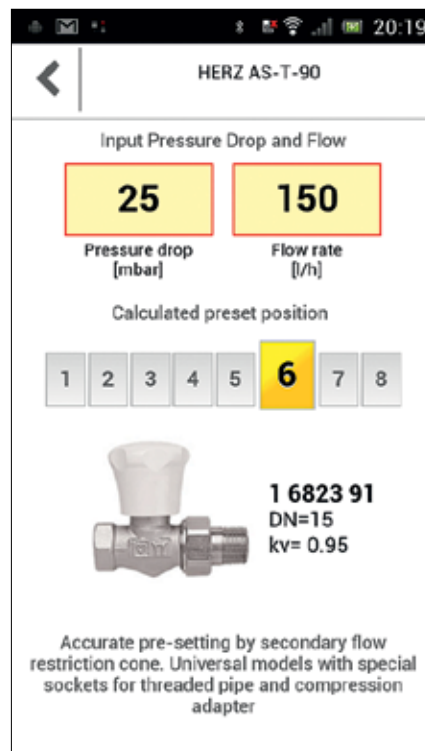 20:19
HERZ AS-T-90
Input Pressure Drop and Flow
25 150
Pressure drop Flow rate
[mbar] [l/h]
Calculated preset position
1 2 3 4 5 6 7 8
1 6823 91
DN=15
kv= 0.95
Accurate pre-setting by secondary flow
restriction cone. Universal models with special
sockets for threaded pipe and compression
adapter